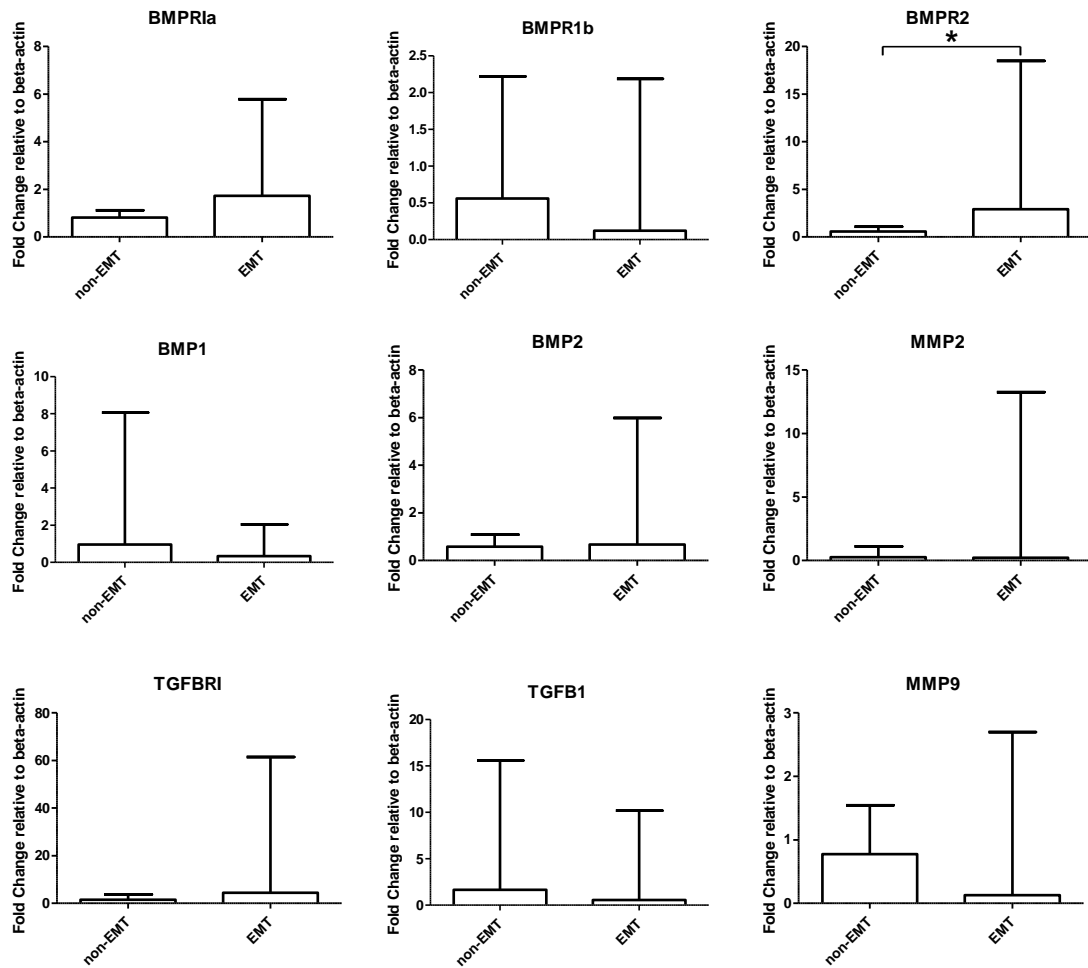 BMPRIa
Fold Change relative to beta-actin
8
6
4
2
0
non-EMT
EMT
BMPR1b
Fold Change relative to beta-actin
2.5
2.0
1.5
1.0
0.5
0.0
non-EMT
EMT
BMPR2
Fold Change relative to beta-actin
20
15
10
5
0
*
non-EMT
EMT
BMP1
Fold Change relative to beta-actin
10
8
6
4
2
0
non-EMT
EMT
BMP2
Fold Change relative to beta-actin
8
6
4
2
0
non-EMT
EMT
MMP2
Fold Change relative to beta-actin
15
10
5
0
non-EMT
EMT
TGFBRI
Fold Change relative to beta-actin
80
60
40
20
0
non-EMT
EMT
TGFB1
Fold Change relative to beta-actin
20
15
10
5
0
non-EMT
EMT
MMP9
Fold Change relative to beta-actin
3
2
1
0
non-EMT
EMT